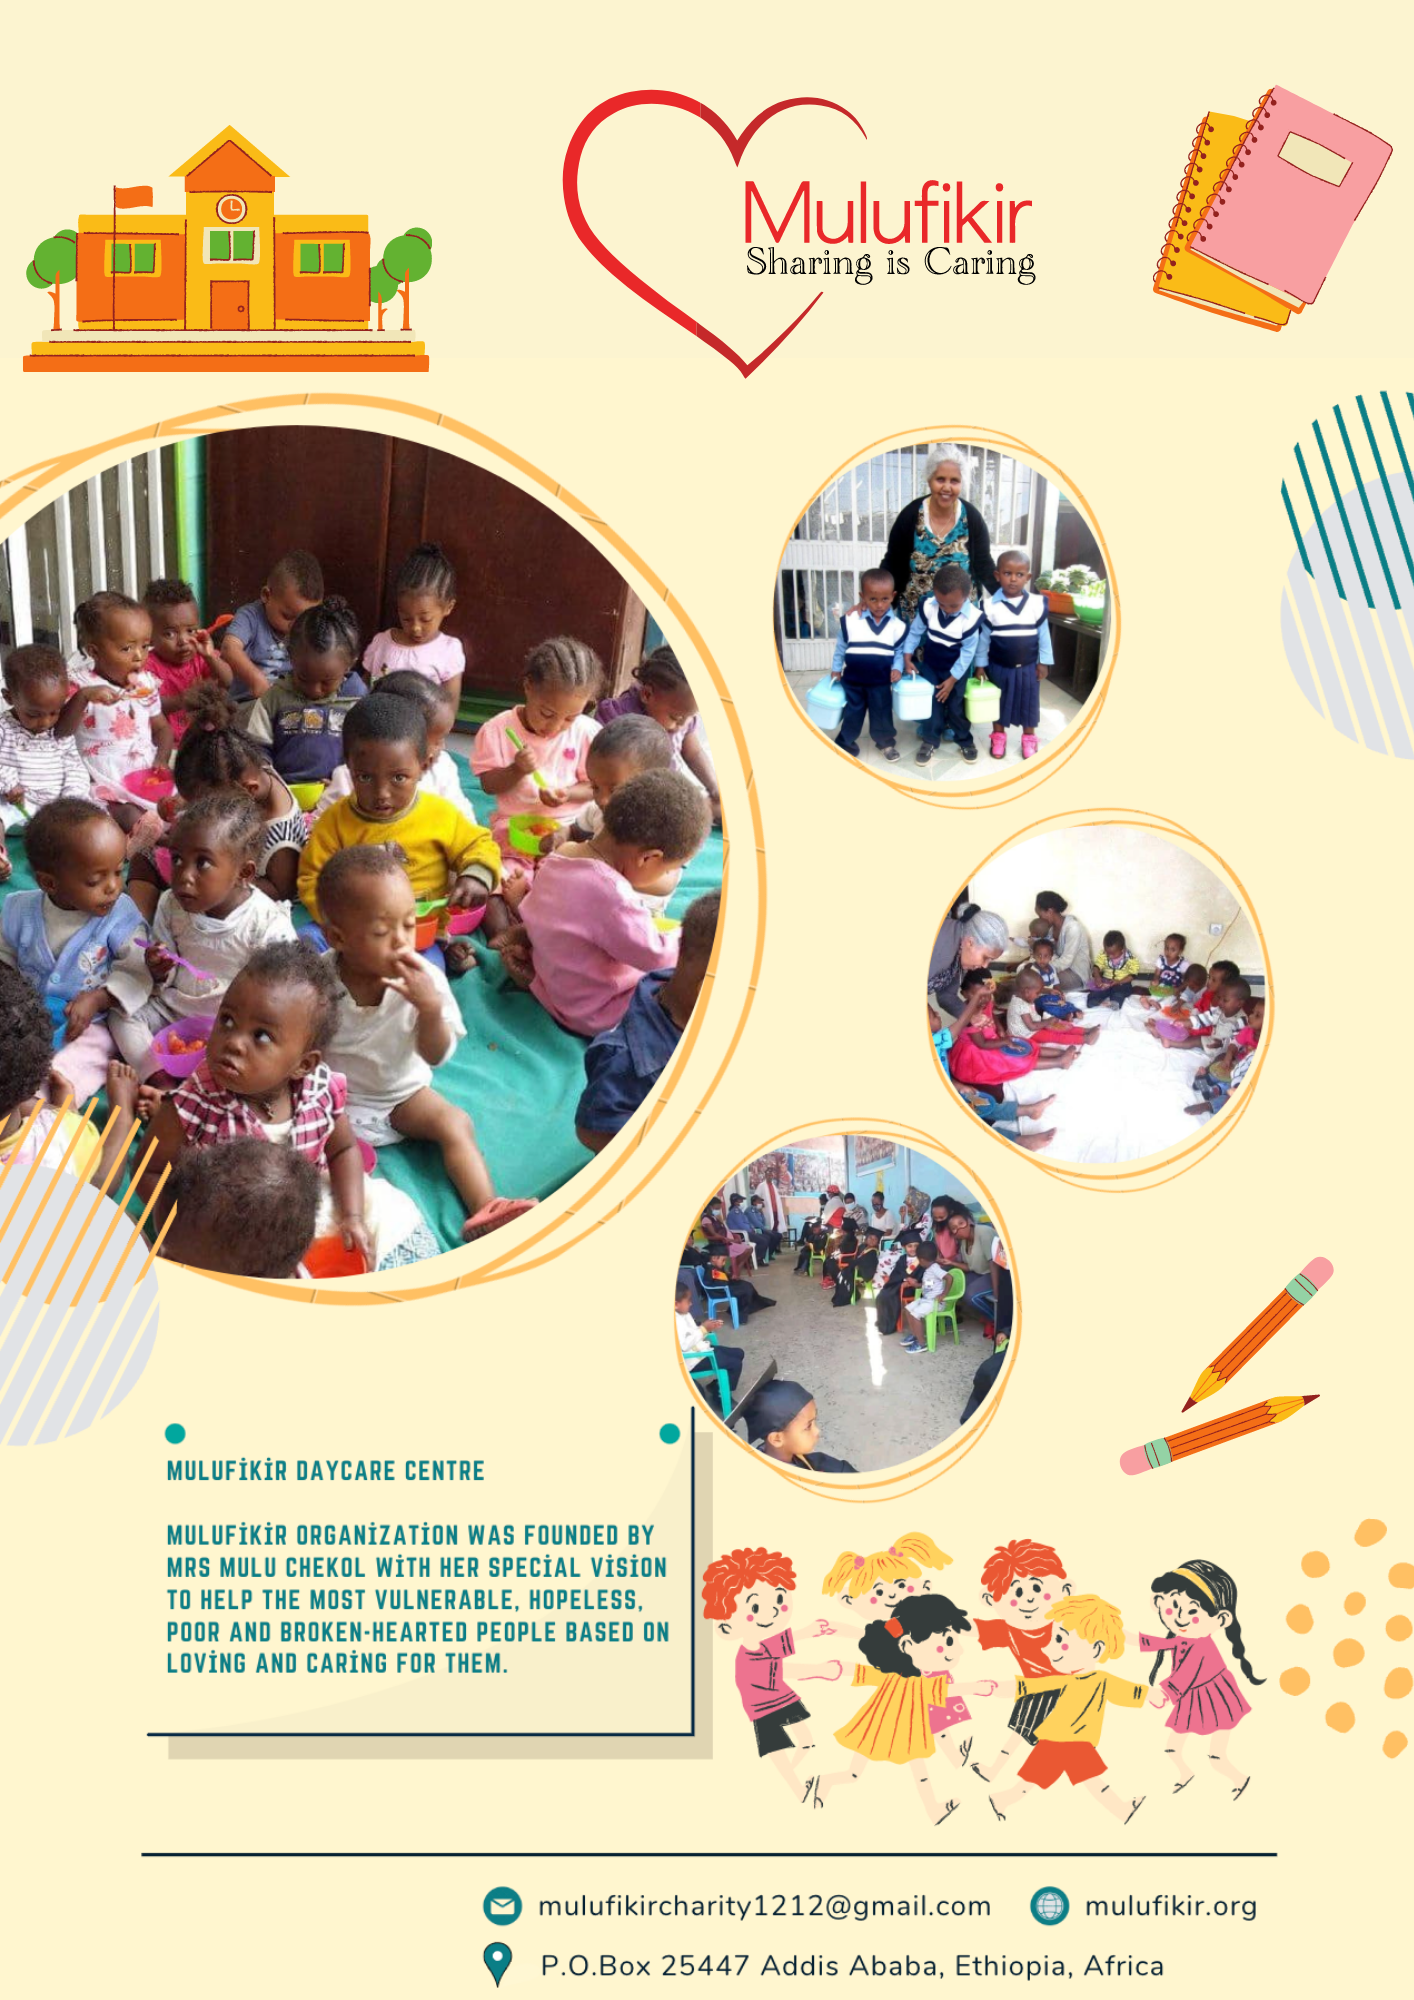 Mulufikir
Sharing is Caring
MULUFİKİR DAYCARE CENTRE
MULUFİKİR ORGANİZATİON WAS FOUNDED BY
MRS MULU CHEKOL WİTH HER SPECİAL VİSİON
TO HELP THE MOST VULNERABLE, HOPELESS,
POOR AND BROKEN-HEARTED PEOPLE BASED ON
LOVİNG AND CARİNG FOR THEM.
mulufikircharity1212@gmail.com
mulufikir.org
P.O.Box 25447 Addis Ababa, Ethiopia, Africa